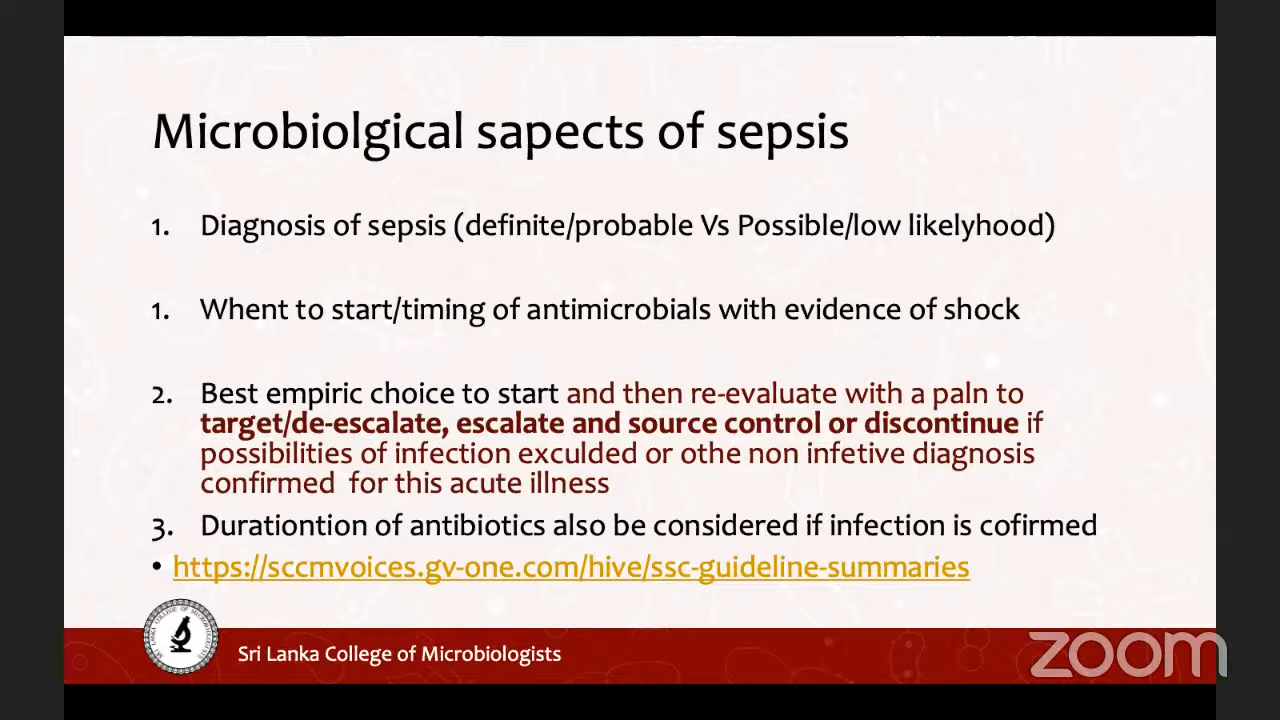 Microbiolgical sapects of sepsis
1. Diagnosis of sepsis (definite/probable Vs Possible/low likelyhood)
1. Whent to start/timing of antimicrobials with evidence of shock
2. Best empiric choice to start and then re-evaluate with a paln to
target/de-escalate, escalate and source control or discontinue if
possibilities of infection exculded or othe non infetive diagnosis
confirmed for this acute illness
3. Durationtion of antibiotics also be considered if infection is cofirmed
• https://sccmvoices.gv-one.com/hive/ssc-guideline-summaries
Sri Lanka College of Microbiologists
zoom